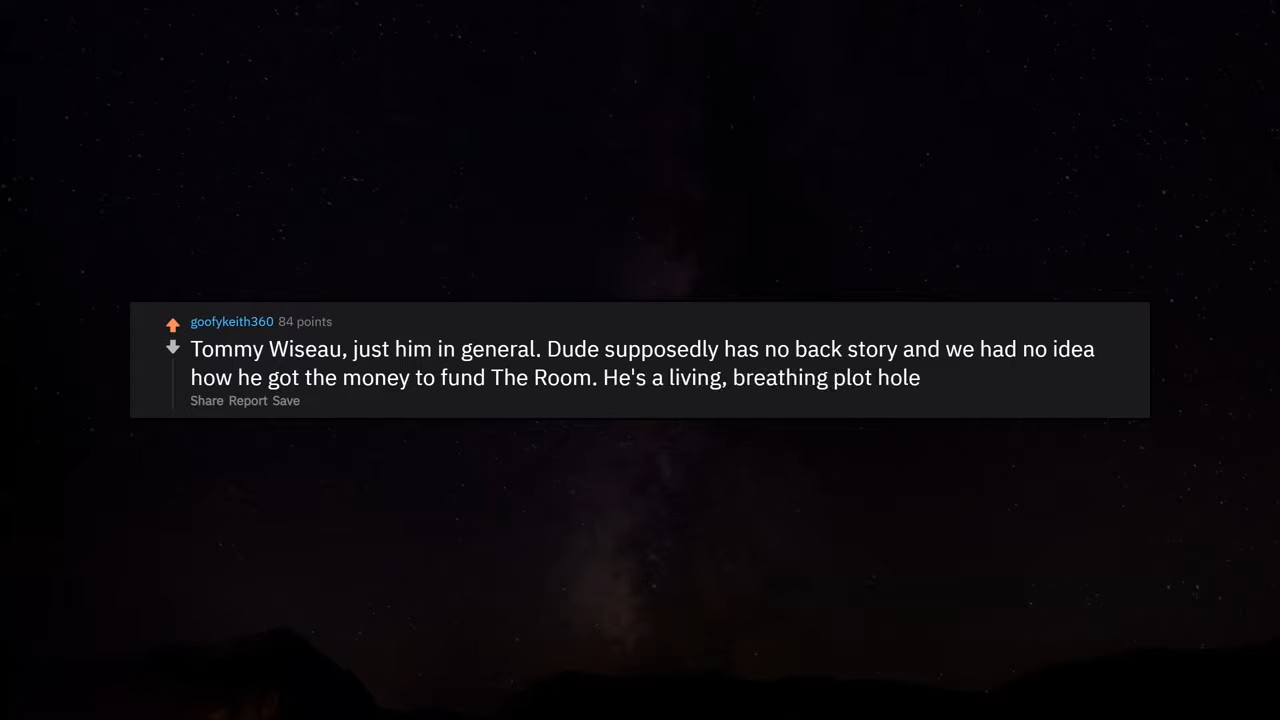 goofykeith360 84 points
Tommy Wiseau, just him in general. Dude supposedly has no back story and we had no idea
how he got the money to fund The Room. He's a living, breathing plot hole
Share Report Save